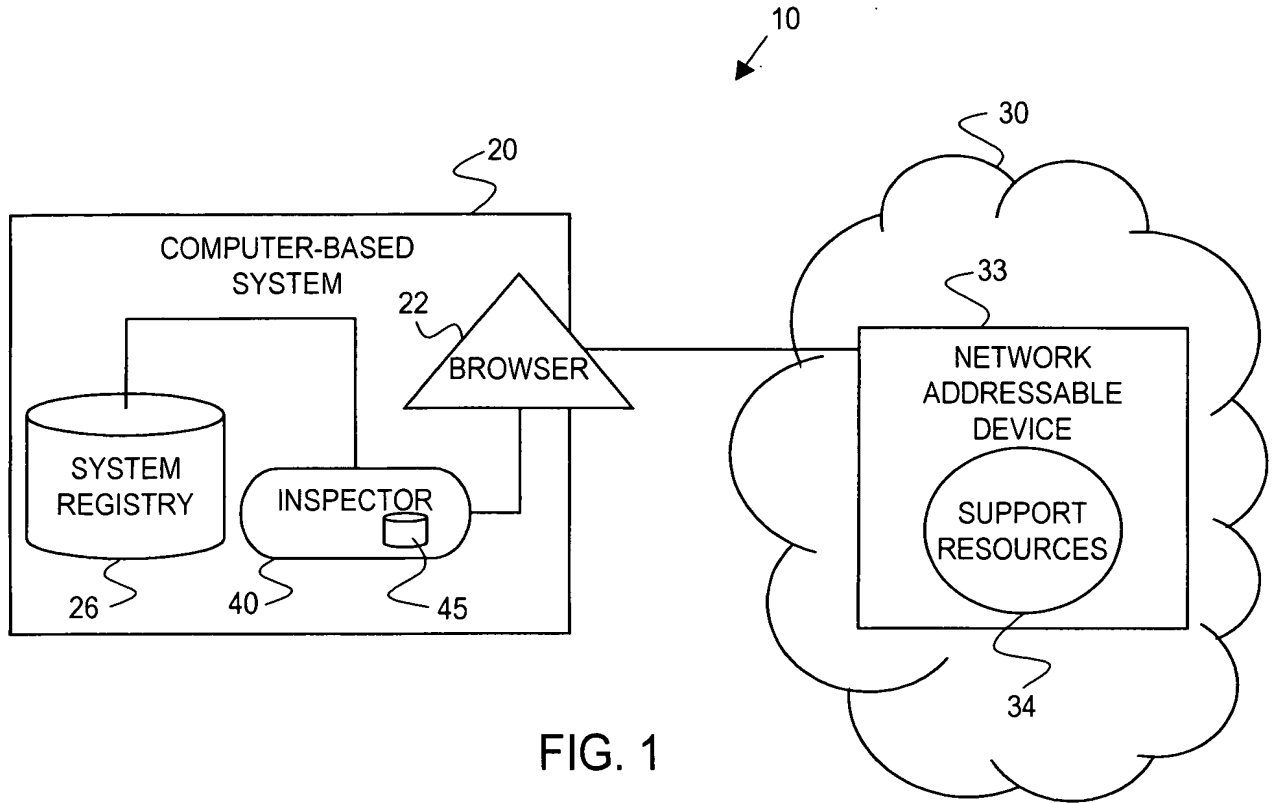 10
30
20
COMPUTER-BASED
SYSTEM
33
22
BROWSER
NETWORK
ADDRESSABLE
DEVICE
SYSTEM
REGISTRY
INSPECTOR
SUPPORT
RESOURCES
26
40
45
34
FIG. 1